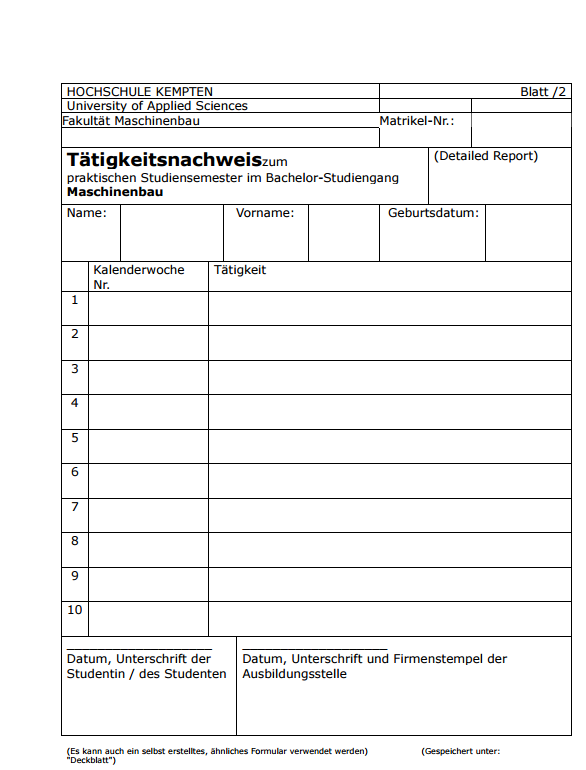 HOCHSCHULE KEMPTEN Blatt /2
University of Applied Sciences
Fakultät Maschinenbau Matrikel-Nr.:
Tätigkeitsnachweis zum (Detailed Report)
praktischen Studiensemester im Bachelor-Studiengang
Maschinenbau
Name: Vorname: Geburtsdatum:
Kalenderwoche Tätigkeit
Nr.
1
2
3
4
5
6
7
8
9
10
Datum, Unterschrift der
Studentin / des Studenten
Datum, Unterschrift und Firmenstempel der
Ausbildungsstelle
(Es kann auch ein selbst erstelltes, ähnliches Formular verwendet werden) (Gespeichert unter:
"Deckblatt")